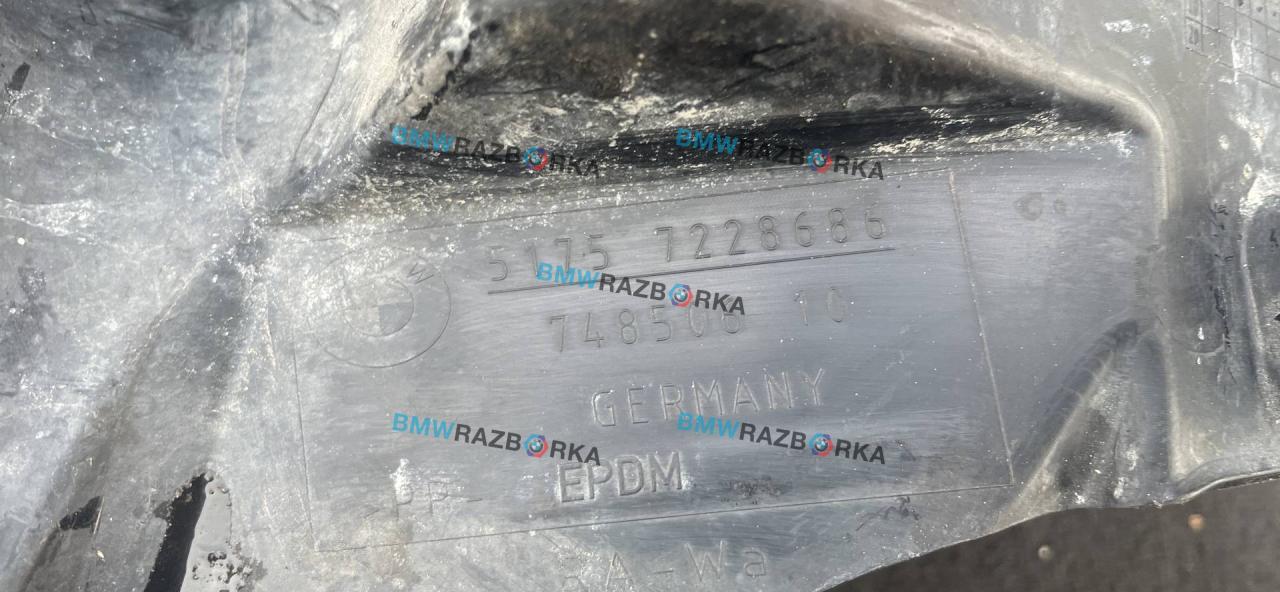 BMWRAZBORKA BMWRAZBORKA
5175 7228686
BMWRAZBORKA
748506 10
GERMANY
BMWRAZBORKA BMWRAZBORKA
EPDM